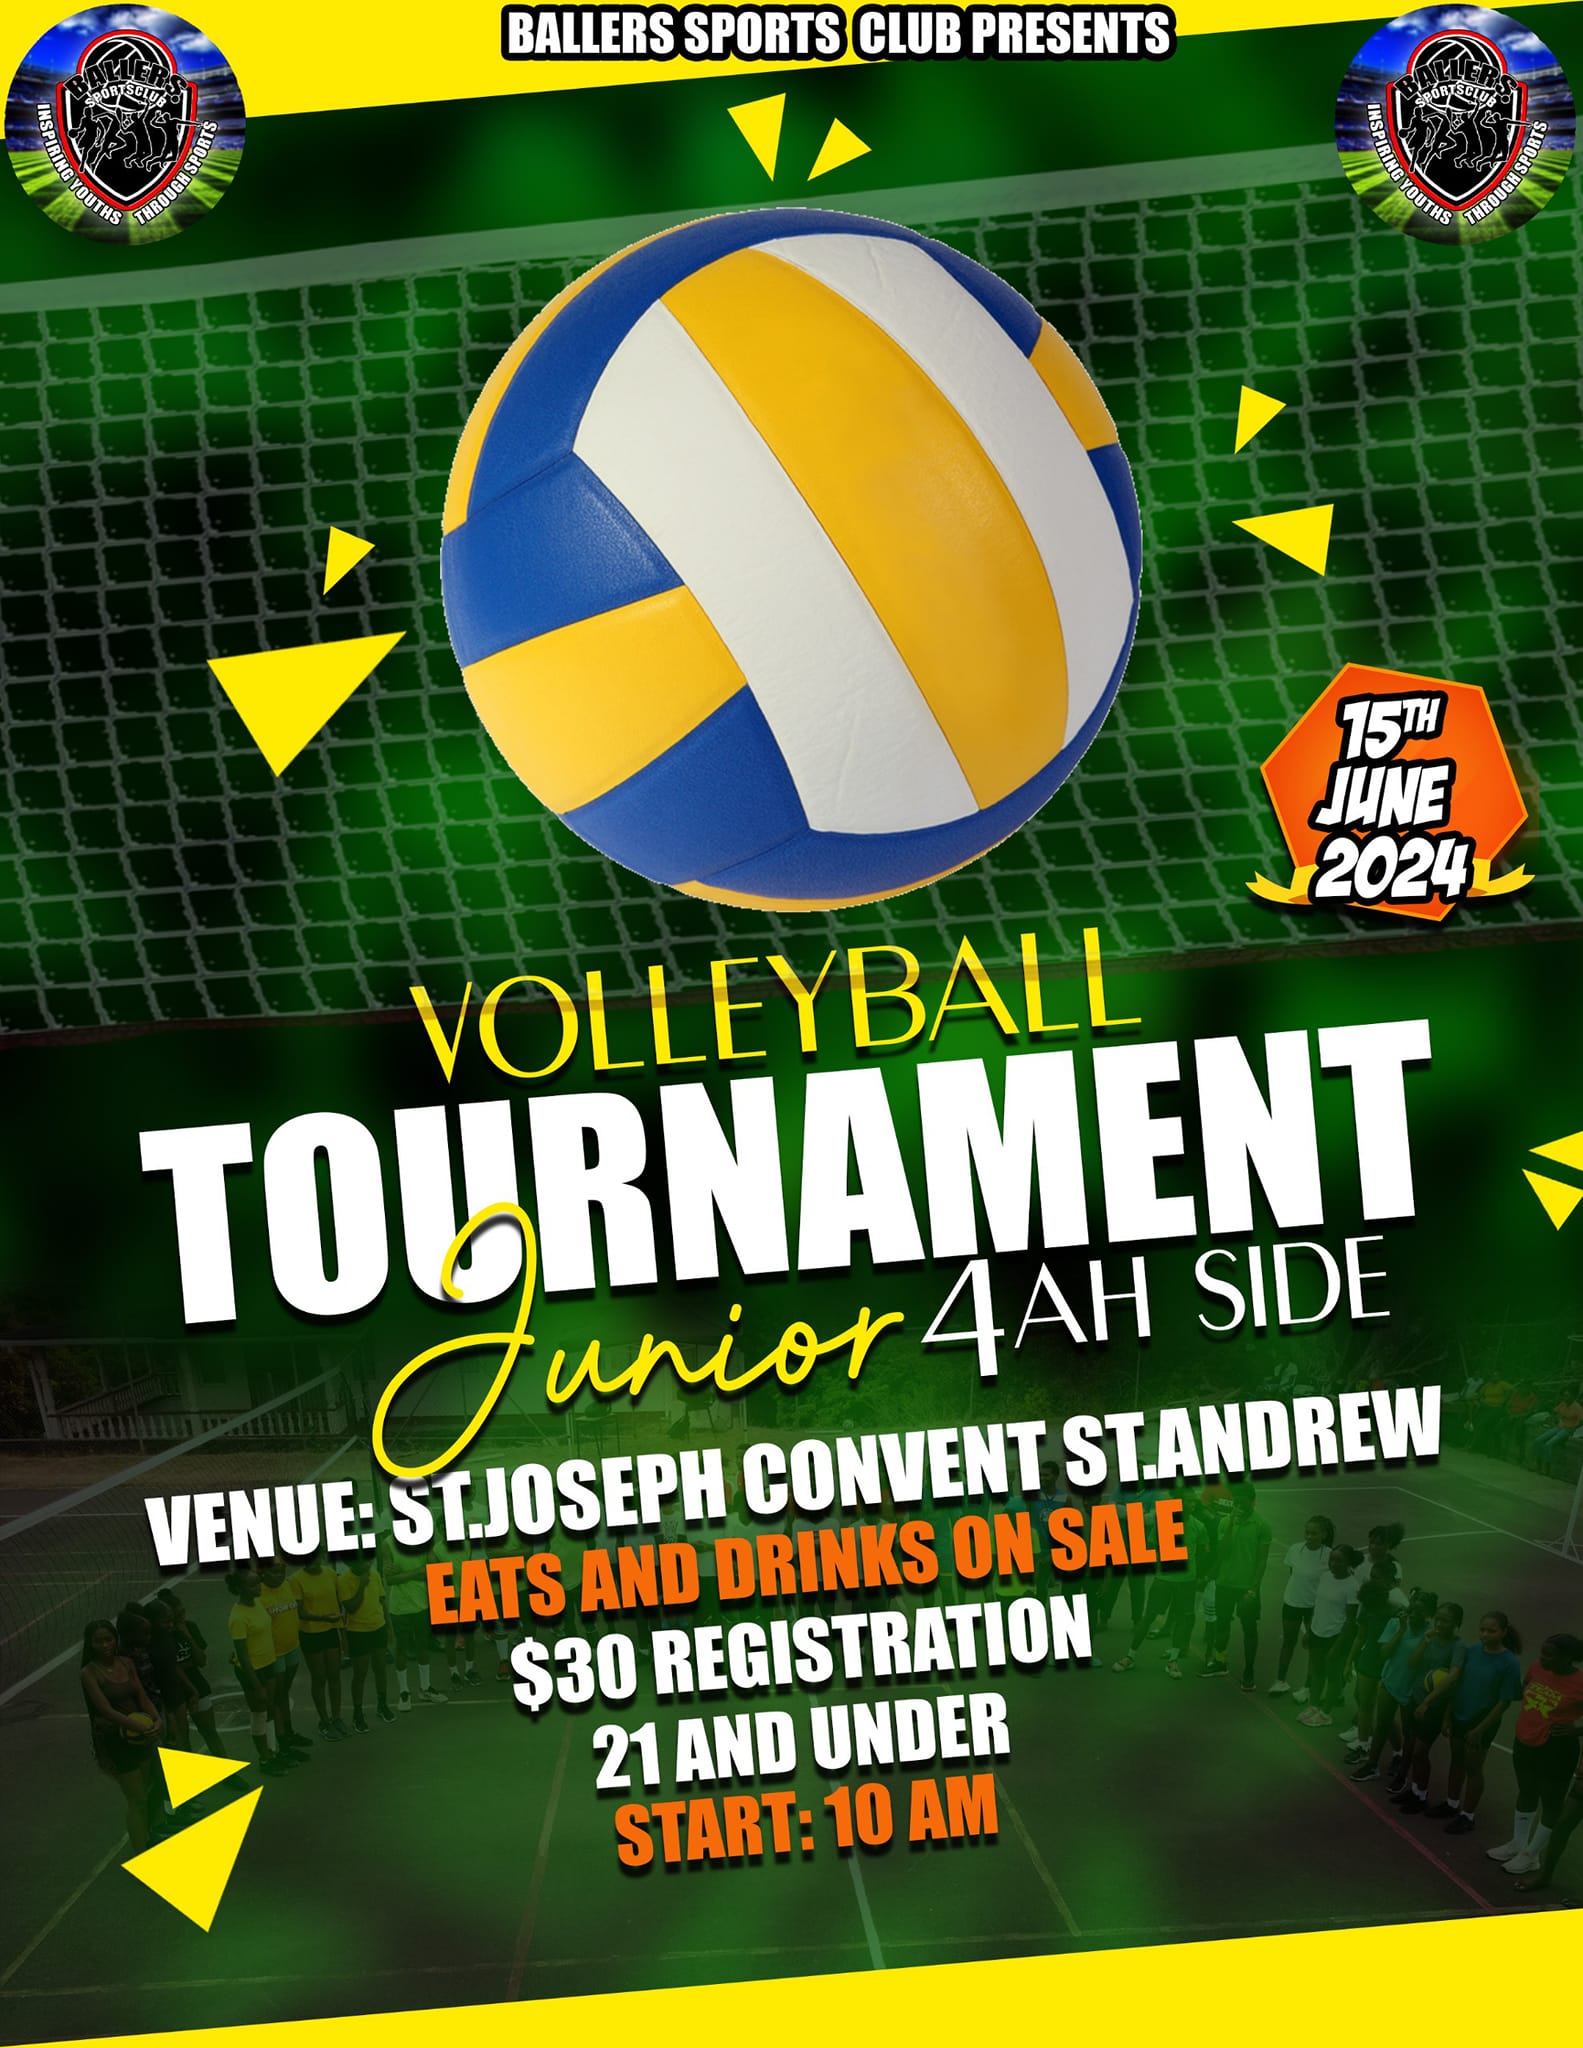 BALLERS SPORTS CLUB PRESENTS
BALLERS
SPORTSCLUB
INSPIRING YOUTHS THROUGH SPORTS
BALLERS
SPORTSCLUB
INSPIRING YOUTHS THROUGH SPORTS
15TH
JUNE
2024
VOLLEYBALL
TOURNAMENT
Junior 4AH SIDE
VENUE: ST.JOSEPH CONVENT ST.ANDREW
EATS AND DRINKS ON SALE
$30 REGISTRATION
21 AND UNDER
START: 10 AM